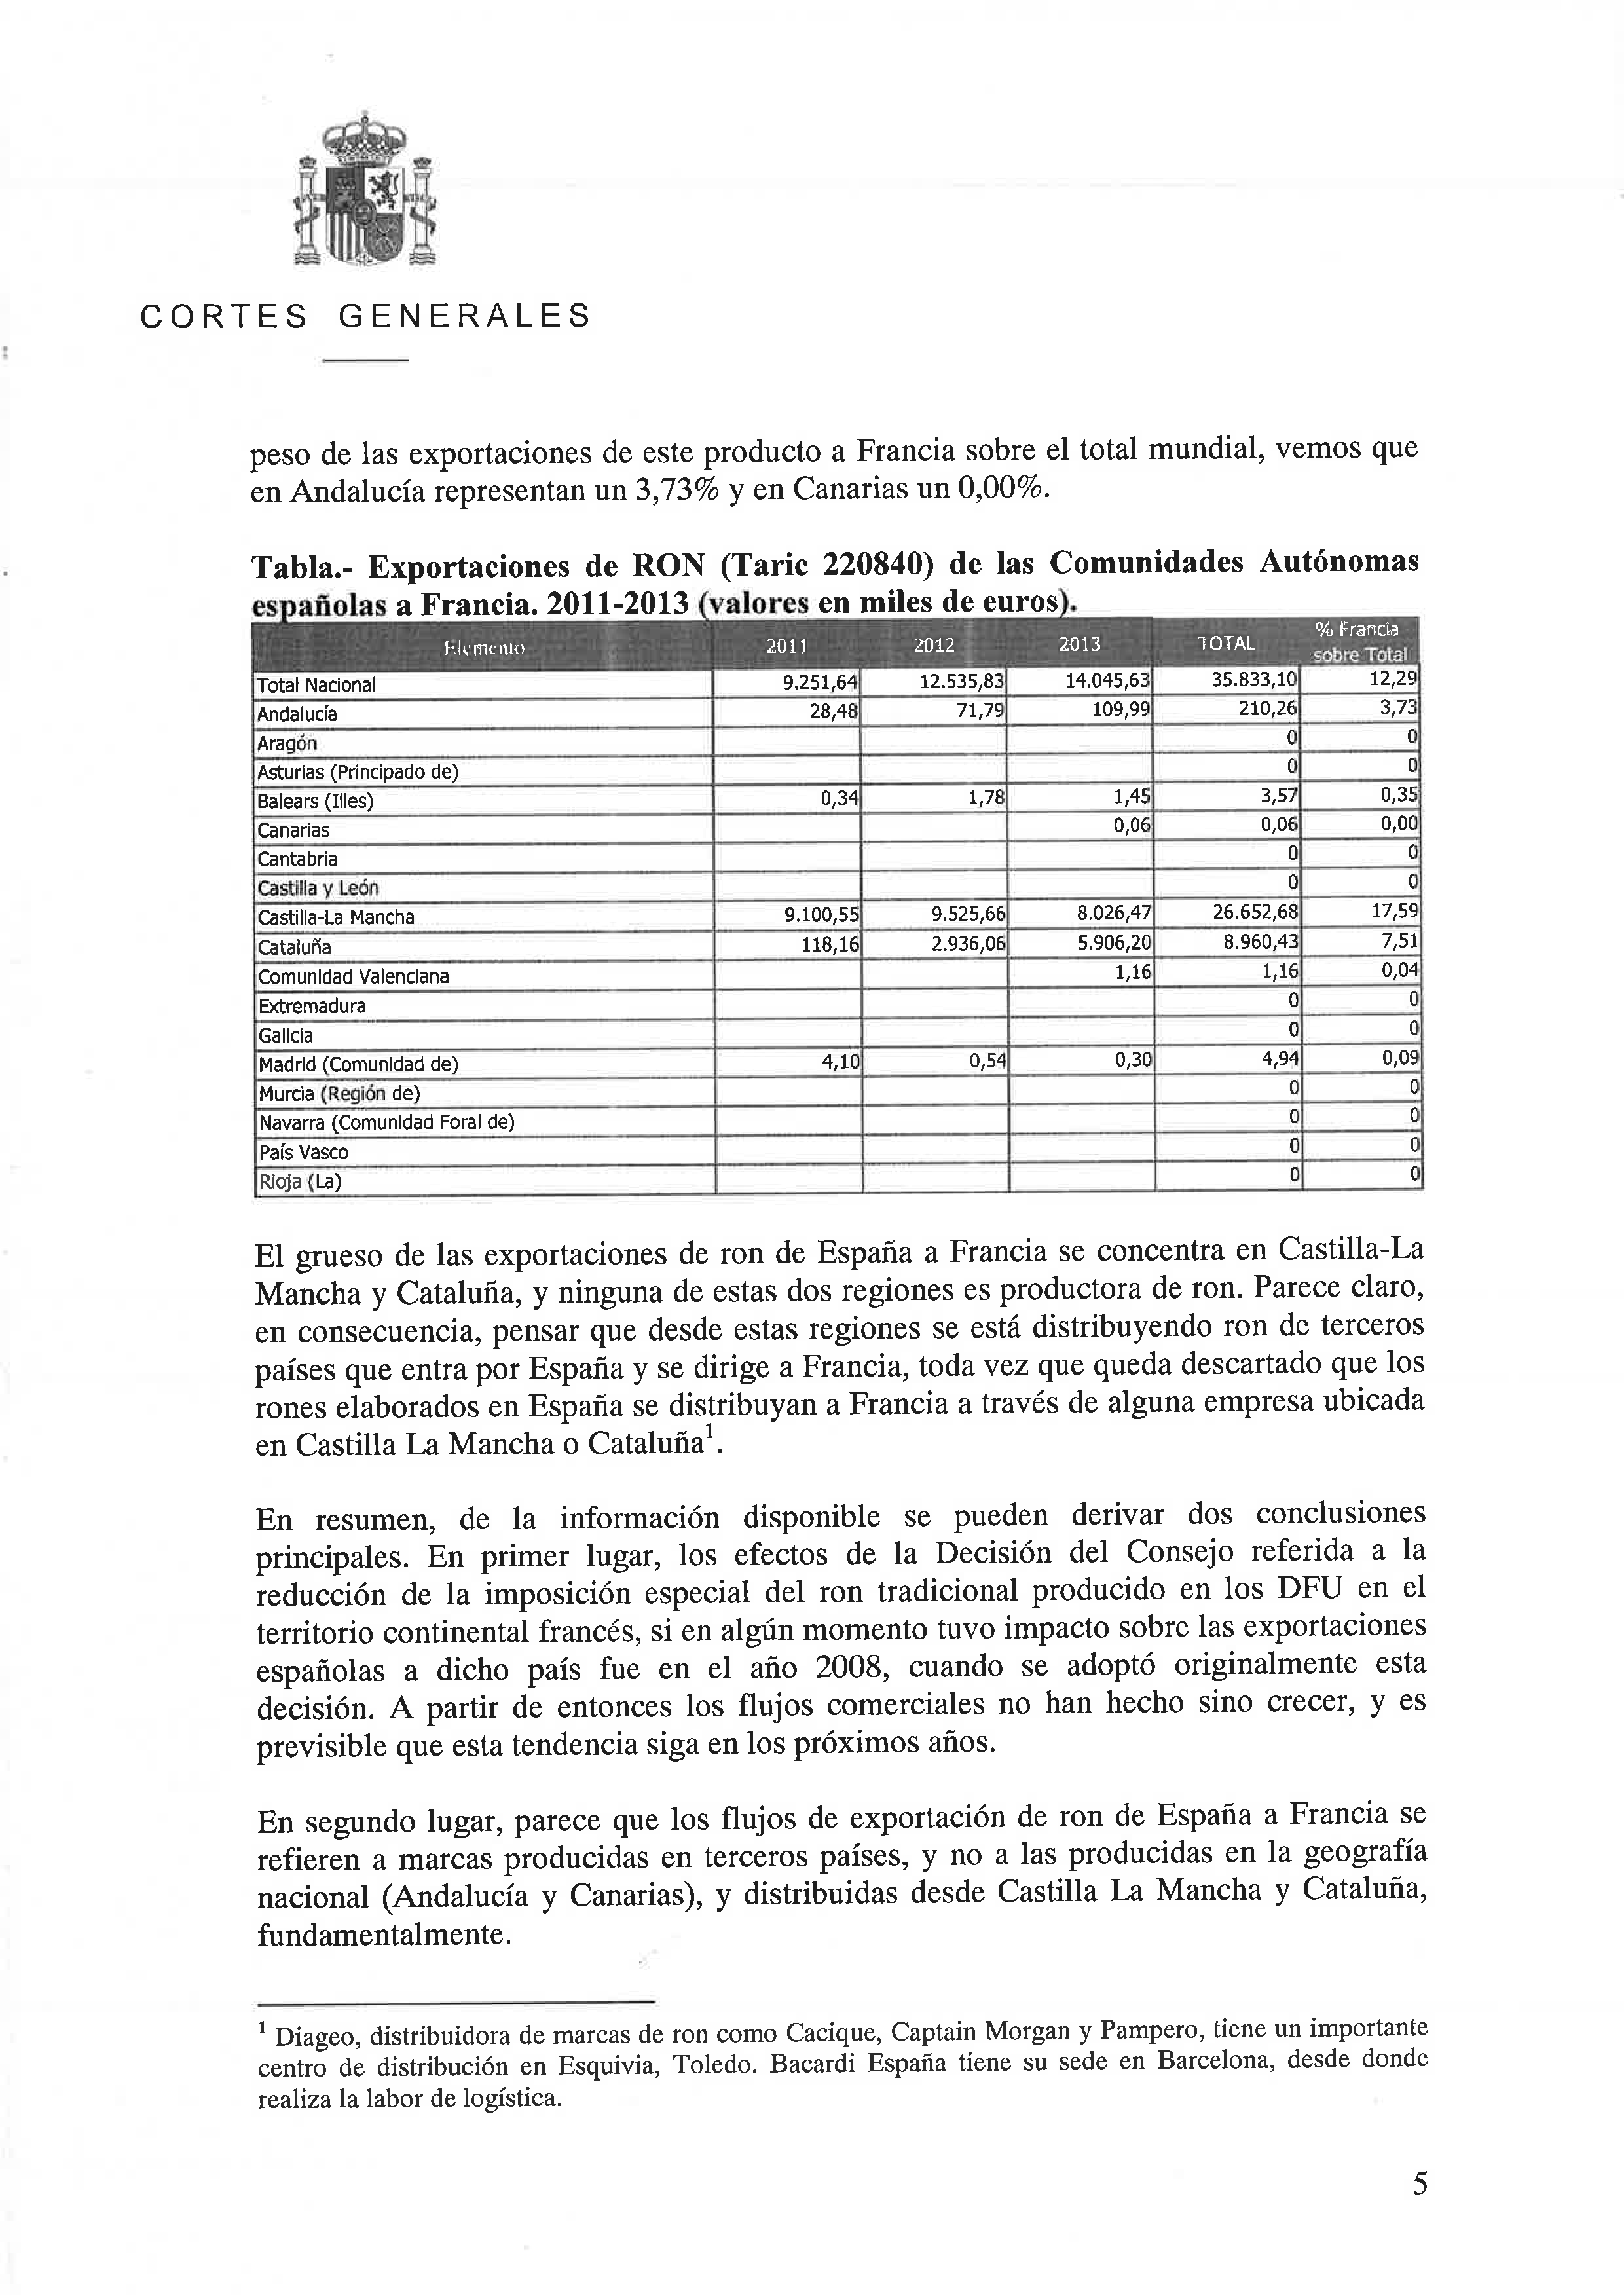 CORTES GENERALES
peso de las exportaciones de este producto a Francia sobre el total mundial, vemos que
en Andalucía representan un 3,73% y en Canarias un 0,00%.
Tabla.- Exportaciones de RON (Taric 220840) de las Comunidades Autónomas
españolas a Francia. 2011-2013 (valores en miles de euros).
Elemento 2011 2012 2013 TOTAL % Francia sobre Total
Total Nacional 9.251,64 12.535,83 14.045,63 35.833,10 12,29
Andalucía 28,48 71,79 109,99 210,26 3,73
Aragón 0 0
Asturias (Principado de) 0 0
Balears (Illes) 0,34 1,78 1,45 3,57 0,35
Canarias 0,06 0,06 0,00
Cantabria 0 0
Castilla y León 0 0
Castilla-La Mancha 9.100,55 9.525,66 8.026,47 26.652,68 17,59
Cataluña 118,16 2.936,06 5.906,20 8.960,43 7,51
Comunidad Valenciana 1,16 1,16 0,04
Extremadura 0 0
Galicia 0 0
Madrid (Comunidad de) 4,10 0,54 0,30 4,94 0,09
Murcia (Región de) 0 0
Navarra (Comunidad Foral de) 0 0
País Vasco 0 0
Rioja (La) 0 0
El grueso de las exportaciones de ron de España a Francia se concentra en Castilla-La
Mancha y Cataluña, y ninguna de estas dos regiones es productora de ron. Parece claro,
en consecuencia, pensar que desde estas regiones se está distribuyendo ron de terceros
países que entra por España y se dirige a Francia, toda vez que queda descartado que los
rones elaborados en España se distribuyan a Francia a través de alguna empresa ubicada
en Castilla La Mancha o Cataluña¹.
En resumen, de la información disponible se pueden derivar dos conclusiones
principales. En primer lugar, los efectos de la Decisión del Consejo referida a la
reducción de la imposición especial del ron tradicional producido en los DFU en el
territorio continental francés, si en algún momento tuvo impacto sobre las exportaciones
españolas a dicho país fue en el año 2008, cuando se adoptó originalmente esta
decisión. A partir de entonces los flujos comerciales no han hecho sino crecer, y es
previsible que esta tendencia siga en los próximos años.
En segundo lugar, parece que los flujos de exportación de ron de España a Francia se
refieren a marcas producidas en terceros países, y no a las producidas en la geografía
nacional (Andalucía y Canarias), y distribuidas desde Castilla La Mancha y Cataluña,
fundamentalmente.
¹ Diageo, distribuidora de marcas de ron como Cacique, Captain Morgan y Pampero, tiene un importante
centro de distribución en Esquivia, Toledo. Bacardi España tiene su sede en Barcelona, desde donde
realiza la labor de logística.
5